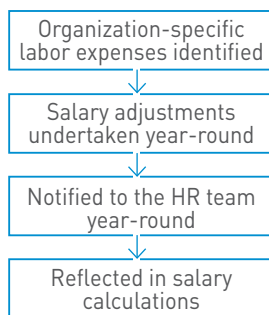 Organization-specific
labor expenses identified
Salary adjustments
undertaken year-round
Notified to the HR team
year-round
Reflected in salary
calculations